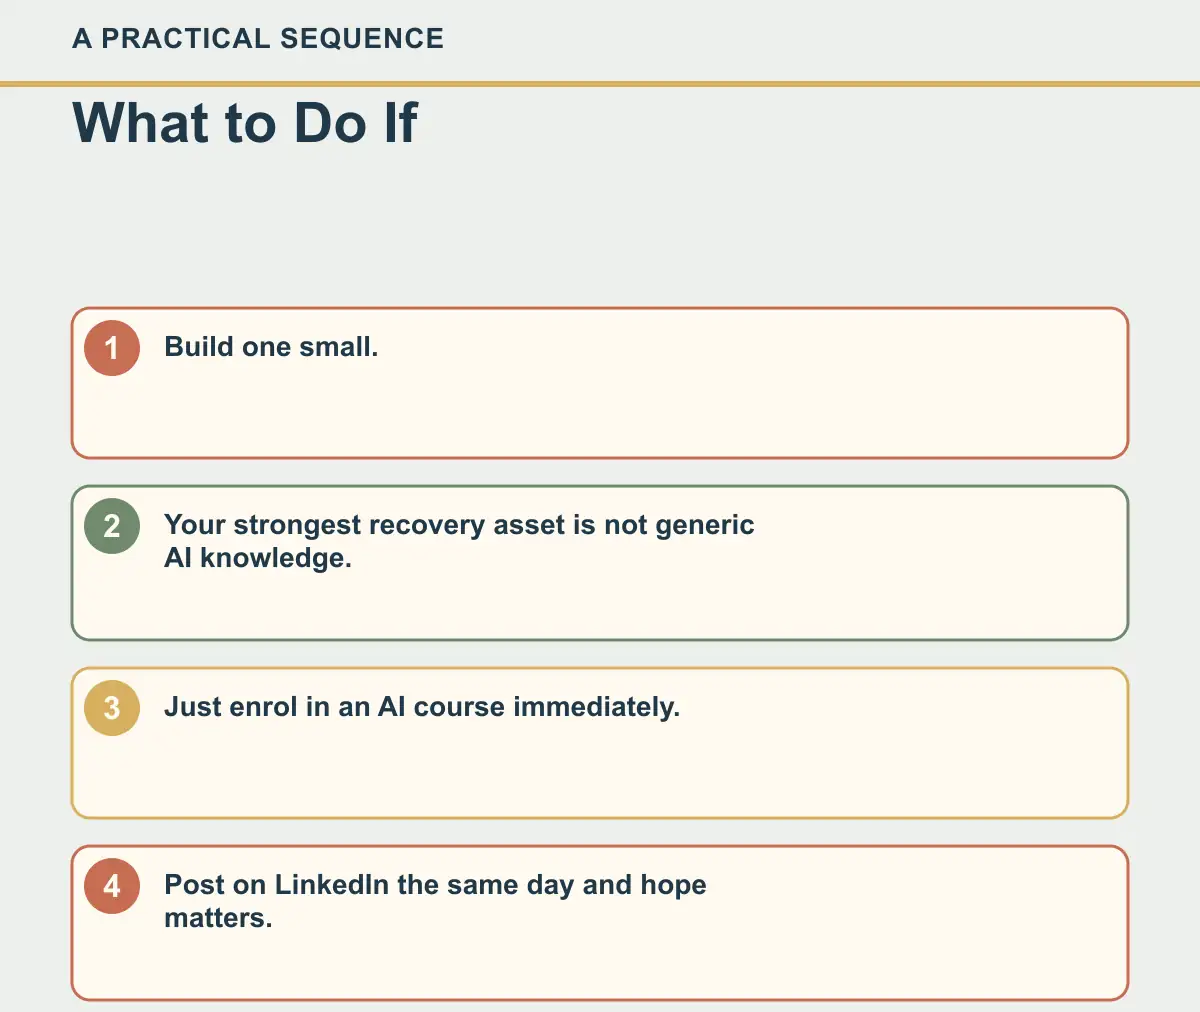 A PRACTICAL SEQUENCE
What to Do If
1
Build one small.
2
Your strongest recovery asset is not generic
AI knowledge.
3
Just enrol in an AI course immediately.
4
Post on LinkedIn the same day and hope
matters.